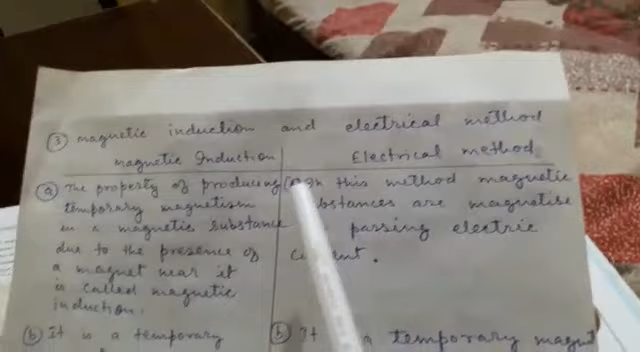 ③ magnetic induction and electrical method
magnetic Induction
Electrical method
ⓐ The property of producing
temporary magnetism
in a magnetic substance
due to the presence of
a magnet near it
is called magnetic
induction.
ⓑ It is a temporary
In this method magnetic
are magnetise
passing electric
ⓑ It a temporary magnet